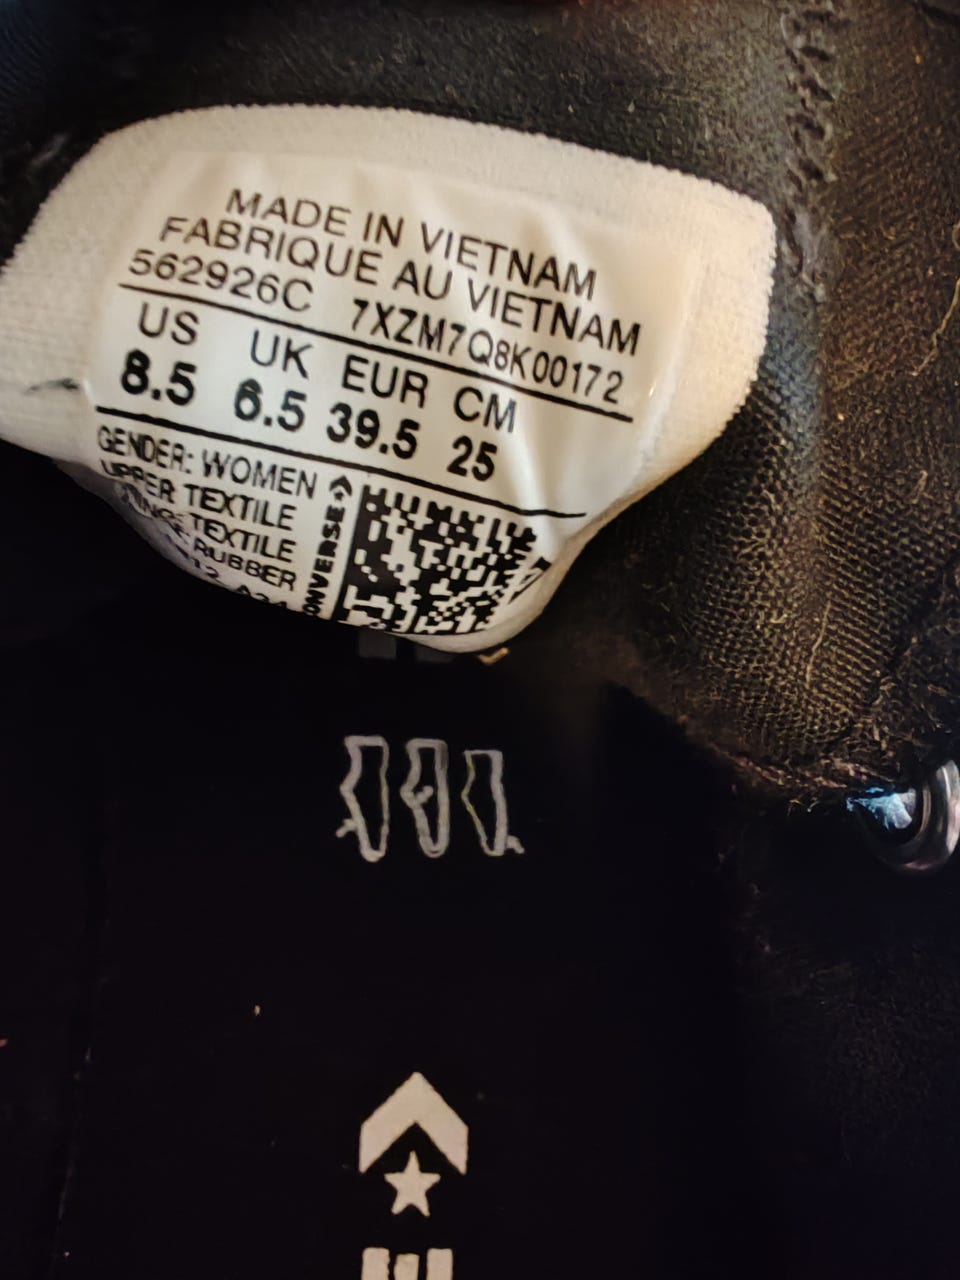 MADE IN VIETNAM
FABRIQUE AU VIETNAM
562926C 7XZM7Q8K00172
US UK EUR CM
8.5 6.5 39.5 25
GENDER: WOMEN
UPPER TEXTILE
TEXTILE
RUBBER
CONVERSE